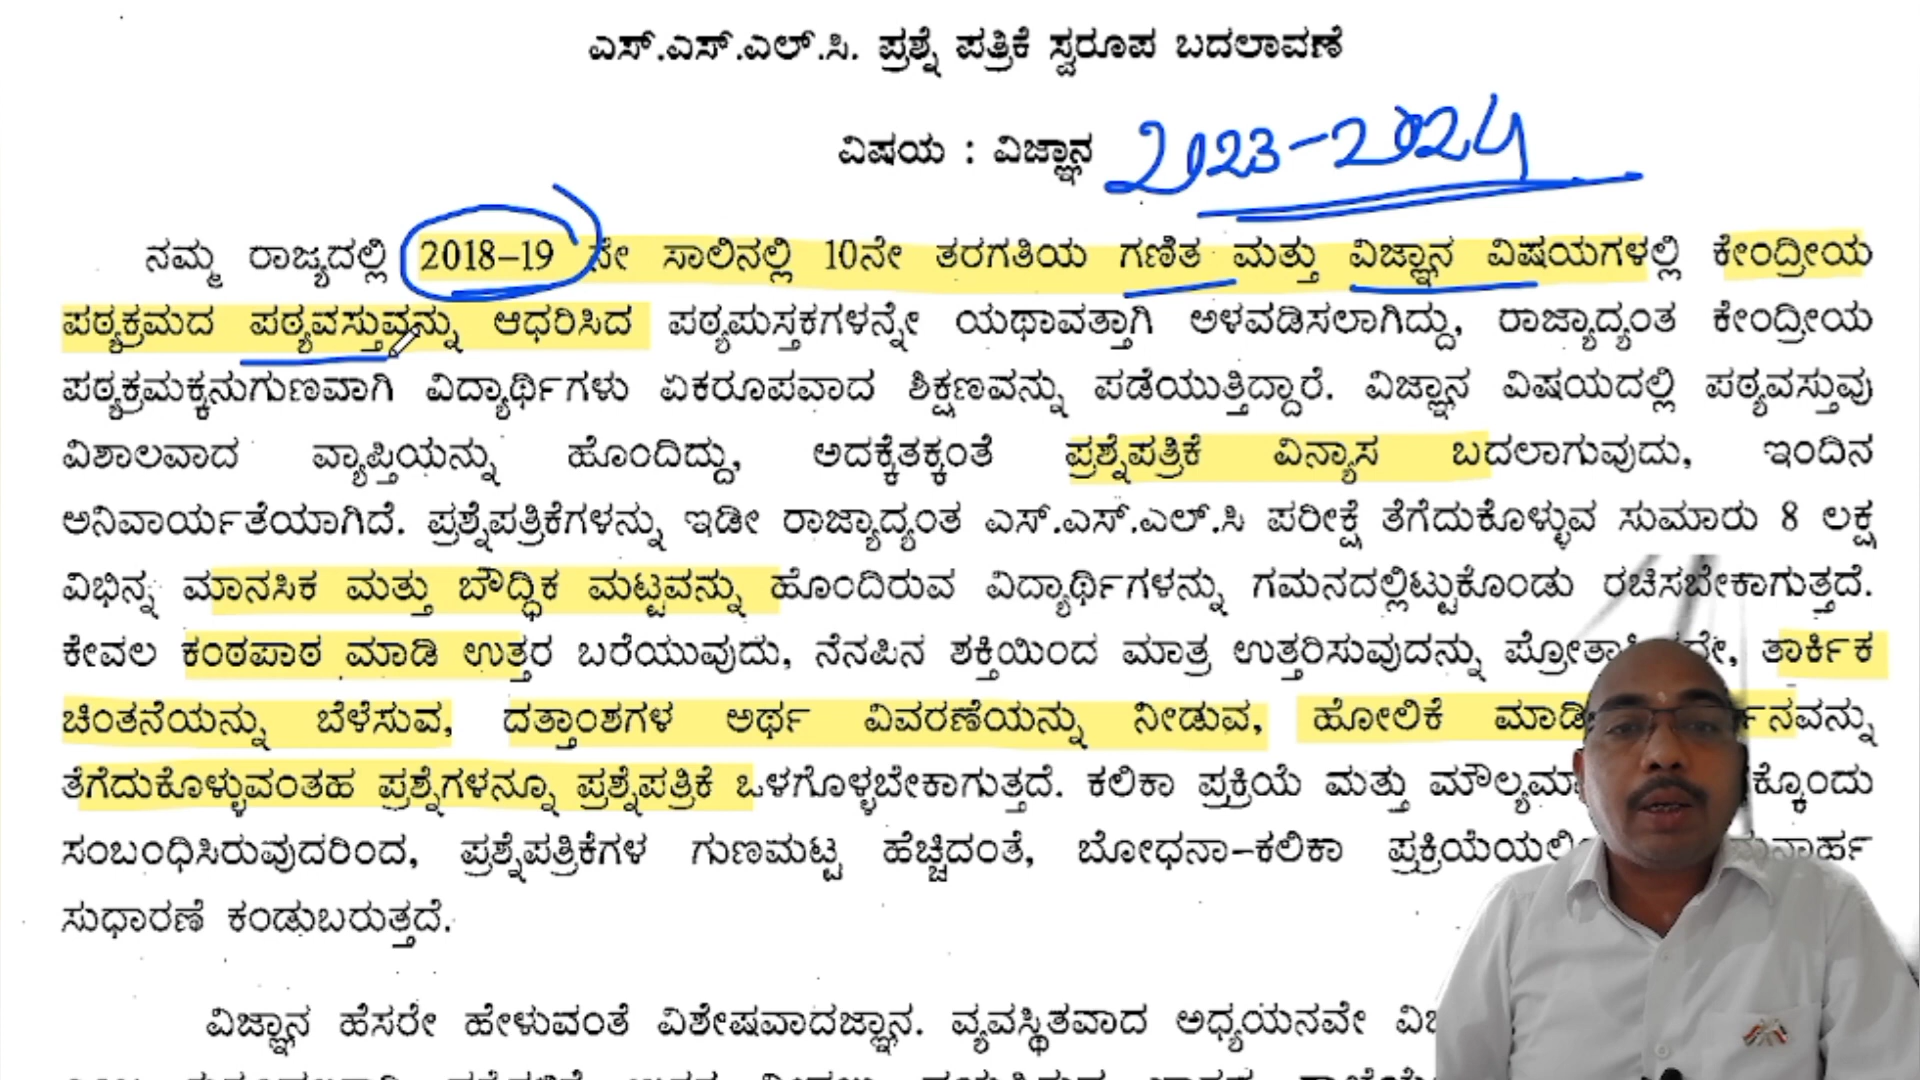 ಎಸ್.ಎಸ್.ಎಲ್.ಸಿ. ಪ್ರಶ್ನೆ ಪತ್ರಿಕೆ ಸ್ವರೂಪ ಬದಲಾವಣೆ
ವಿಷಯ : ವಿಜ್ಞಾನ 2023-2024
ನಮ್ಮ ರಾಜ್ಯದಲ್ಲಿ 2018–19 ನೇ ಸಾಲಿನಲ್ಲಿ 10ನೇ ತರಗತಿಯ ಗಣಿತ ಮತ್ತು ವಿಜ್ಞಾನ ವಿಷಯಗಳಲ್ಲಿ ಕೇಂದ್ರೀಯ
ಪಠ್ಯಕ್ರಮದ ಪಠ್ಯವಸ್ತುವನ್ನು ಆಧರಿಸಿದ ಪಠ್ಯಪುಸ್ತಕಗಳನ್ನೇ ಯಥಾವತ್ತಾಗಿ ಅಳವಡಿಸಲಾಗಿದ್ದು, ರಾಜ್ಯಾದ್ಯಂತ ಕೇಂದ್ರೀಯ
ಪಠ್ಯಕ್ರಮಕ್ಕನುಗುಣವಾಗಿ ವಿದ್ಯಾರ್ಥಿಗಳು ಏಕರೂಪವಾದ ಶಿಕ್ಷಣವನ್ನು ಪಡೆಯುತ್ತಿದ್ದಾರೆ. ವಿಜ್ಞಾನ ವಿಷಯದಲ್ಲಿ ಪಠ್ಯವಸ್ತುವು
ವಿಶಾಲವಾದ ವ್ಯಾಪ್ತಿಯನ್ನು ಹೊಂದಿದ್ದು, ಅದಕ್ಕೆತಕ್ಕಂತೆ ಪ್ರಶ್ನೆಪತ್ರಿಕೆ ವಿನ್ಯಾಸ ಬದಲಾಗುವುದು, ಇಂದಿನ
ಅನಿವಾರ್ಯತೆಯಾಗಿದೆ. ಪ್ರಶ್ನೆಪತ್ರಿಕೆಗಳನ್ನು ಇಡೀ ರಾಜ್ಯಾದ್ಯಂತ ಎಸ್.ಎಸ್.ಎಲ್.ಸಿ ಪರೀಕ್ಷೆ ತೆಗೆದುಕೊಳ್ಳುವ ಸುಮಾರು 8 ಲಕ್ಷ
ವಿಭಿನ್ನ ಮಾನಸಿಕ ಮತ್ತು ಬೌದ್ಧಿಕ ಮಟ್ಟವನ್ನು ಹೊಂದಿರುವ ವಿದ್ಯಾರ್ಥಿಗಳನ್ನು ಗಮನದಲ್ಲಿಟ್ಟುಕೊಂಡು ರಚಿಸಬೇಕಾಗುತ್ತದೆ.
ಕೇವಲ ಕಂಠಪಾಠ ಮಾಡಿ ಉತ್ತರ ಬರೆಯುವುದು, ನೆನಪಿನ ಶಕ್ತಿಯಿಂದ ಮಾತ್ರ ಉತ್ತರಿಸುವುದನ್ನು ತಾರ್ಕಿಕ
ಚಿಂತನೆಯನ್ನು ಬೆಳೆಸುವ, ದತ್ತಾಂಶಗಳ ಅರ್ಥ ವಿವರಣೆಯನ್ನು ನೀಡುವ, ಹೋಲಿಕೆ ಮಾಡಿ
ತೆಗೆದುಕೊಳ್ಳುವಂತಹ ಪ್ರಶ್ನೆಗಳನ್ನೂ ಪ್ರಶ್ನೆಪತ್ರಿಕೆ ಒಳಗೊಳ್ಳಬೇಕಾಗುತ್ತದೆ. ಕಲಿಕಾ ಪ್ರಕ್ರಿಯೆ ಮತ್ತು
ಸಂಬಂಧಿಸಿರುವುದರಿಂದ, ಪ್ರಶ್ನೆಪತ್ರಿಕೆಗಳ ಗುಣಮಟ್ಟ ಹೆಚ್ಚಿದಂತೆ, ಬೋಧನಾ–ಕಲಿಕಾ
ಸುಧಾರಣೆ ಕಂಡುಬರುತ್ತದೆ.
ವಿಜ್ಞಾನ ಹೆಸರೇ ಹೇಳುವಂತೆ ವಿಶೇಷವಾದಜ್ಞಾನ. ವ್ಯವಸ್ಥಿತವಾದ ಅಧ್ಯಯನವೇ